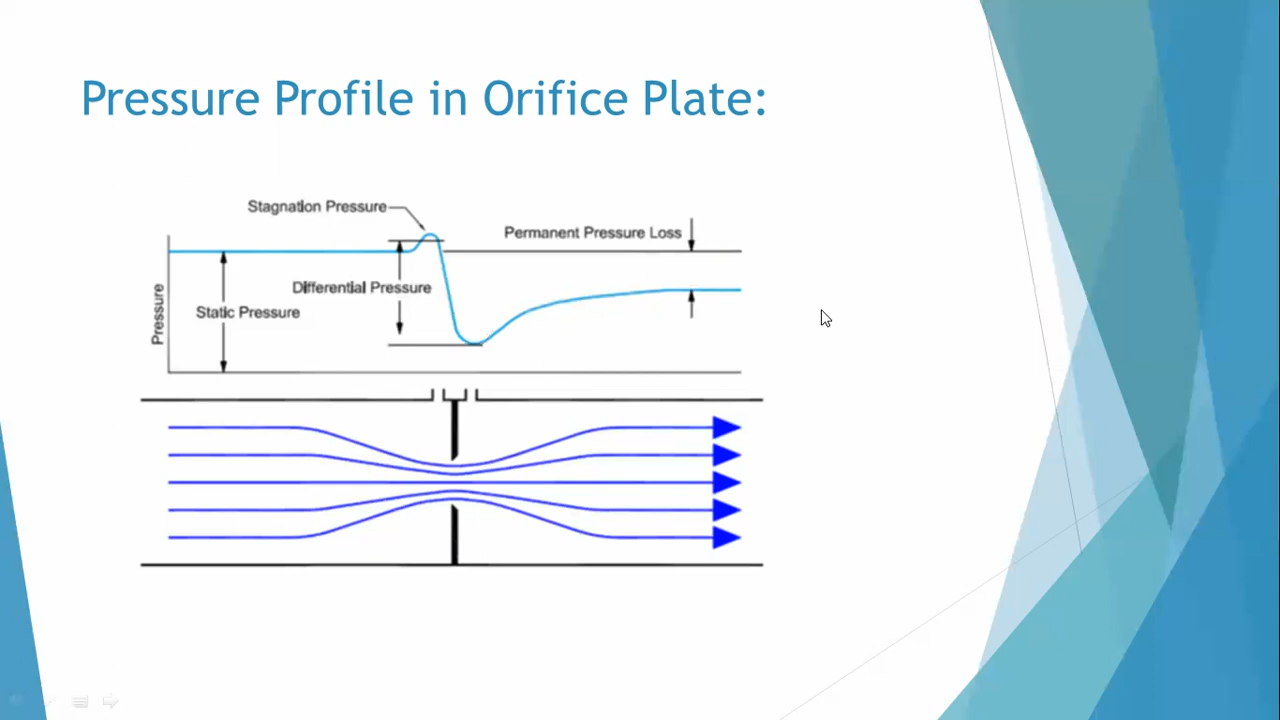 Pressure Profile in Orifice Plate:
Stagnation Pressure
Permanent Pressure Loss
Differential Pressure
Static Pressure
Pressure